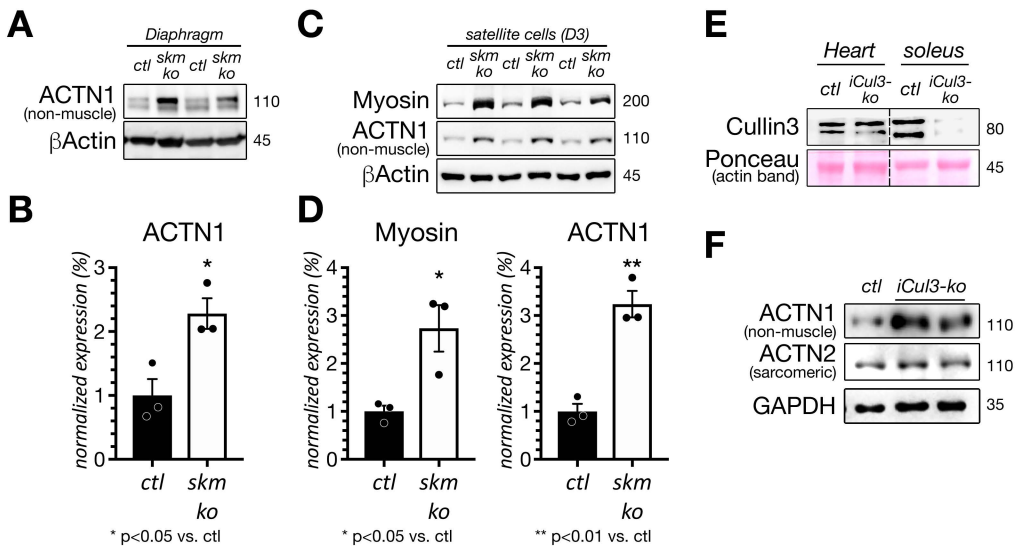 A
Diaphragm
ctl skm ko ctl skm ko
ACTN1 110
(non-muscle)
βActin 45
B
ACTN1
normalized expression (%)
3
2
1
0
*
ctl skm ko
* p<0.05 vs. ctl
C
satellite cells (D3)
ctl skm ko ctl skm ko ctl skm ko
Myosin 200
ACTN1 110
(non-muscle)
βActin 45
D
Myosin
normalized expression (%)
4
3
2
1
0
*
ctl skm ko
* p<0.05 vs. ctl
ACTN1
normalized expression (%)
4
3
2
1
0
**
ctl skm ko
** p<0.01 vs. ctl
E
Heart soleus
ctl iCul3-ko ctl iCul3-ko
Cullin3 80
Ponceau 45
(actin band)
F
ctl iCul3-ko
ACTN1 110
(non-muscle)
ACTN2 110
(sarcomeric)
GAPDH 35